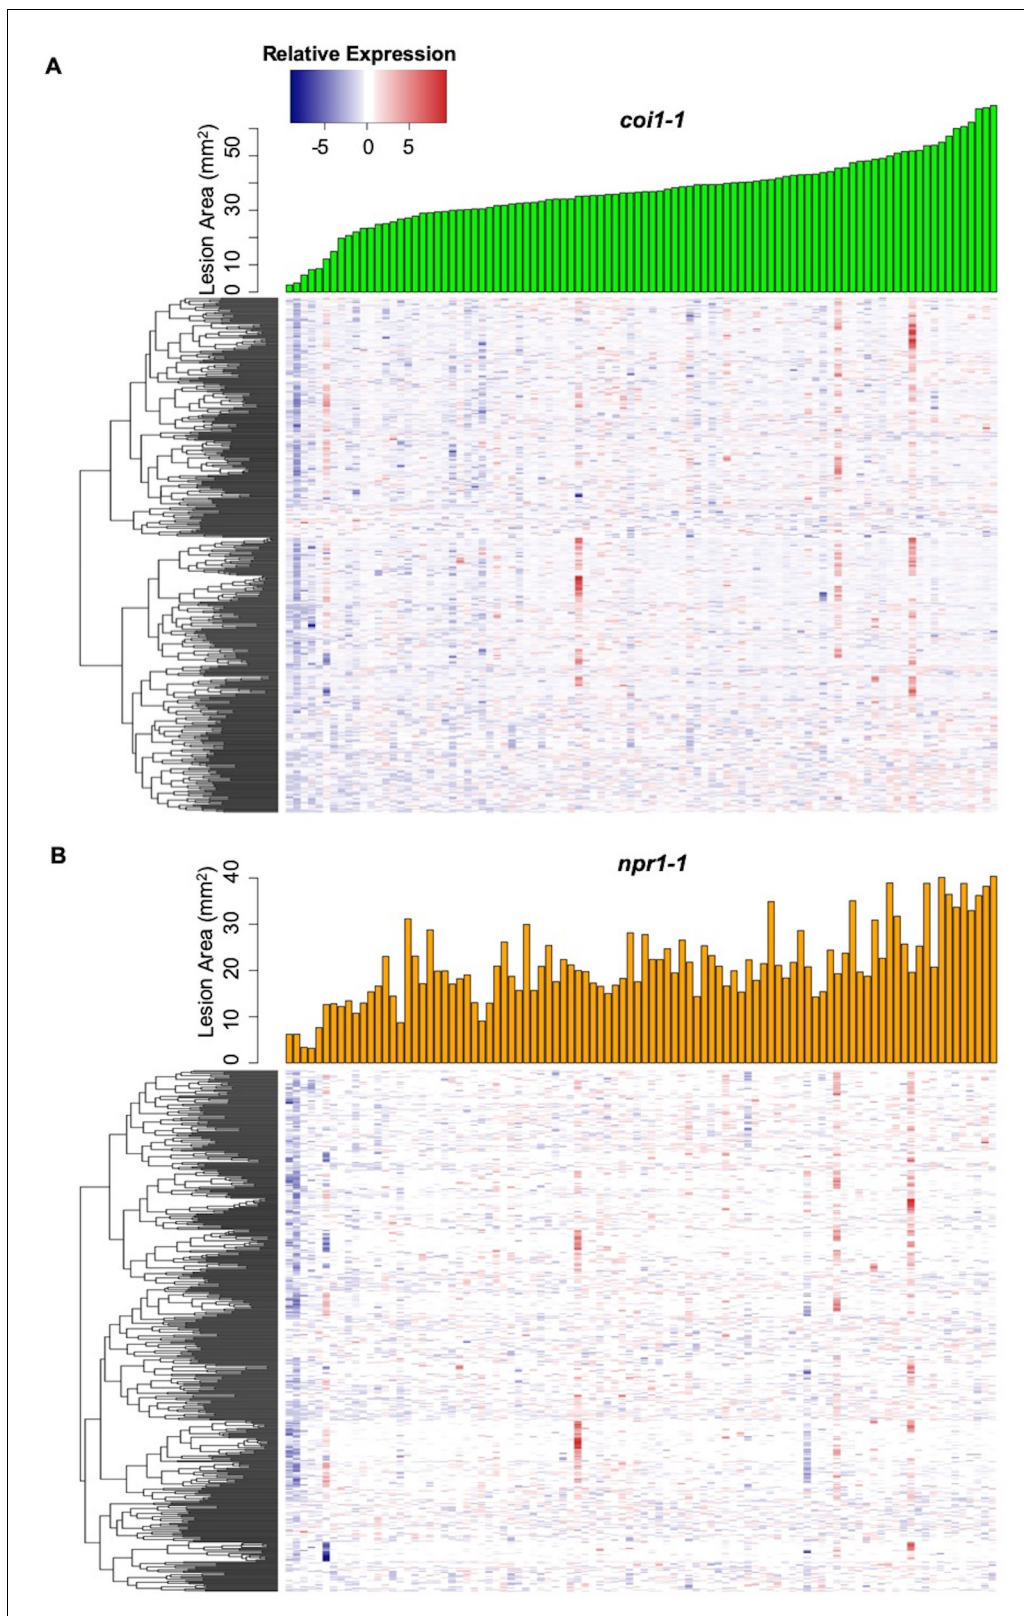 A
Relative Expression
-5 0 5
coi1-1
Lesion Area (mm²)
50
30
10
0
B
npr1-1
Lesion Area (mm²)
40
30
20
10
0